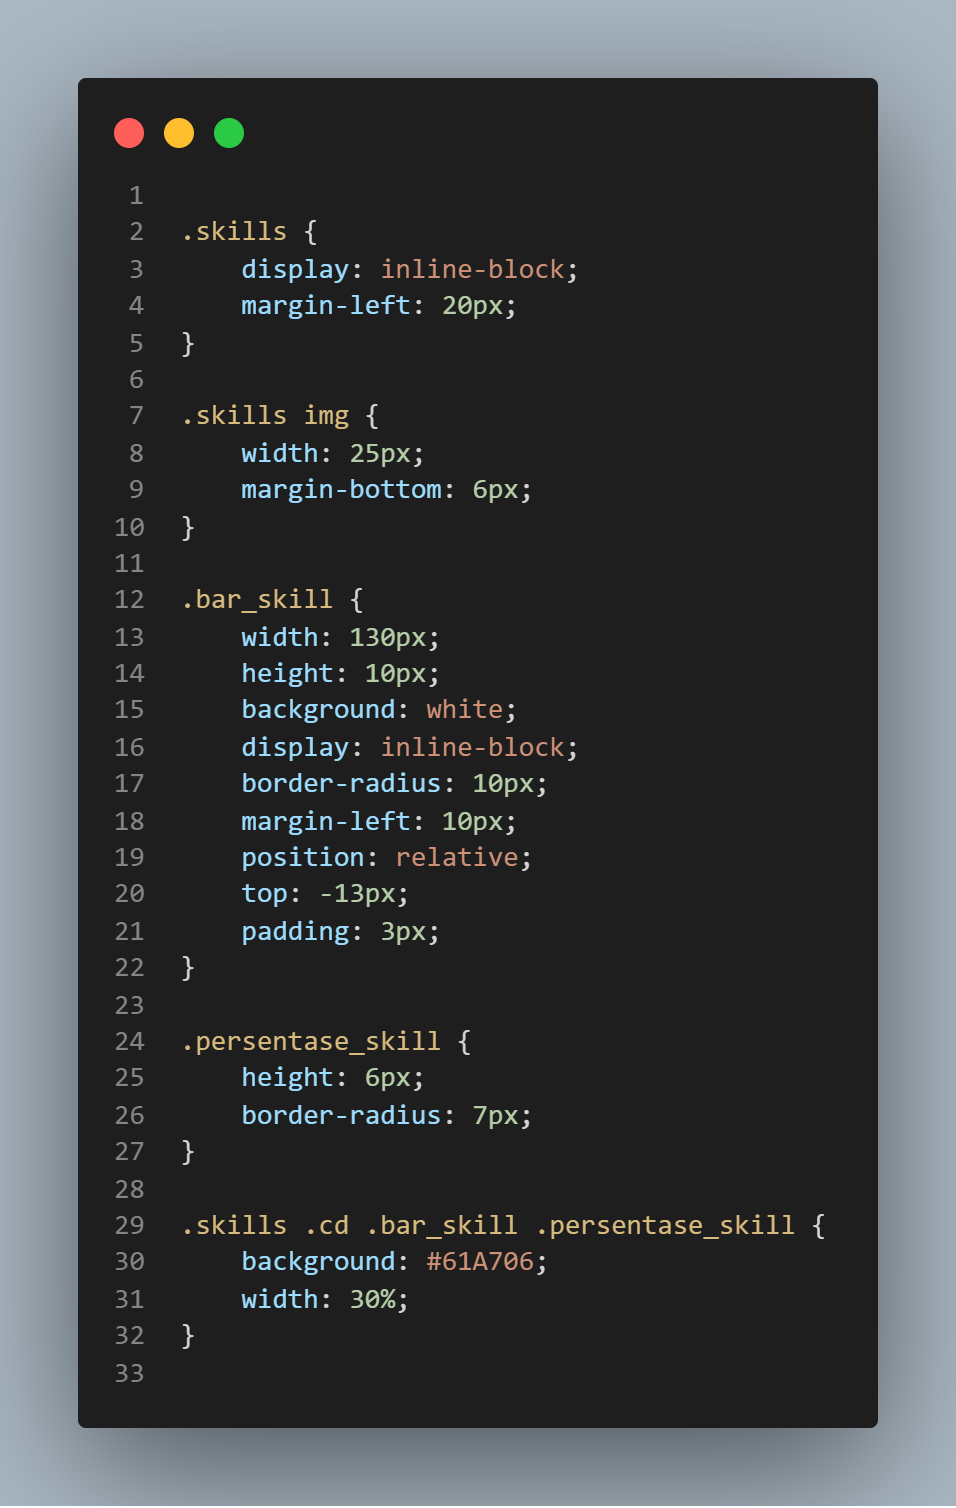 1
2 .skills {
3     display: inline-block;
4     margin-left: 20px;
5 }
6
7 .skills img {
8     width: 25px;
9     margin-bottom: 6px;
10 }
11
12 .bar_skill {
13     width: 130px;
14     height: 10px;
15     background: white;
16     display: inline-block;
17     border-radius: 10px;
18     margin-left: 10px;
19     position: relative;
20     top: -13px;
21     padding: 3px;
22 }
23
24 .persentase_skill {
25     height: 6px;
26     border-radius: 7px;
27 }
28
29 .skills .cd .bar_skill .persentase_skill {
30     background: #61A706;
31     width: 30%;
32 }
33